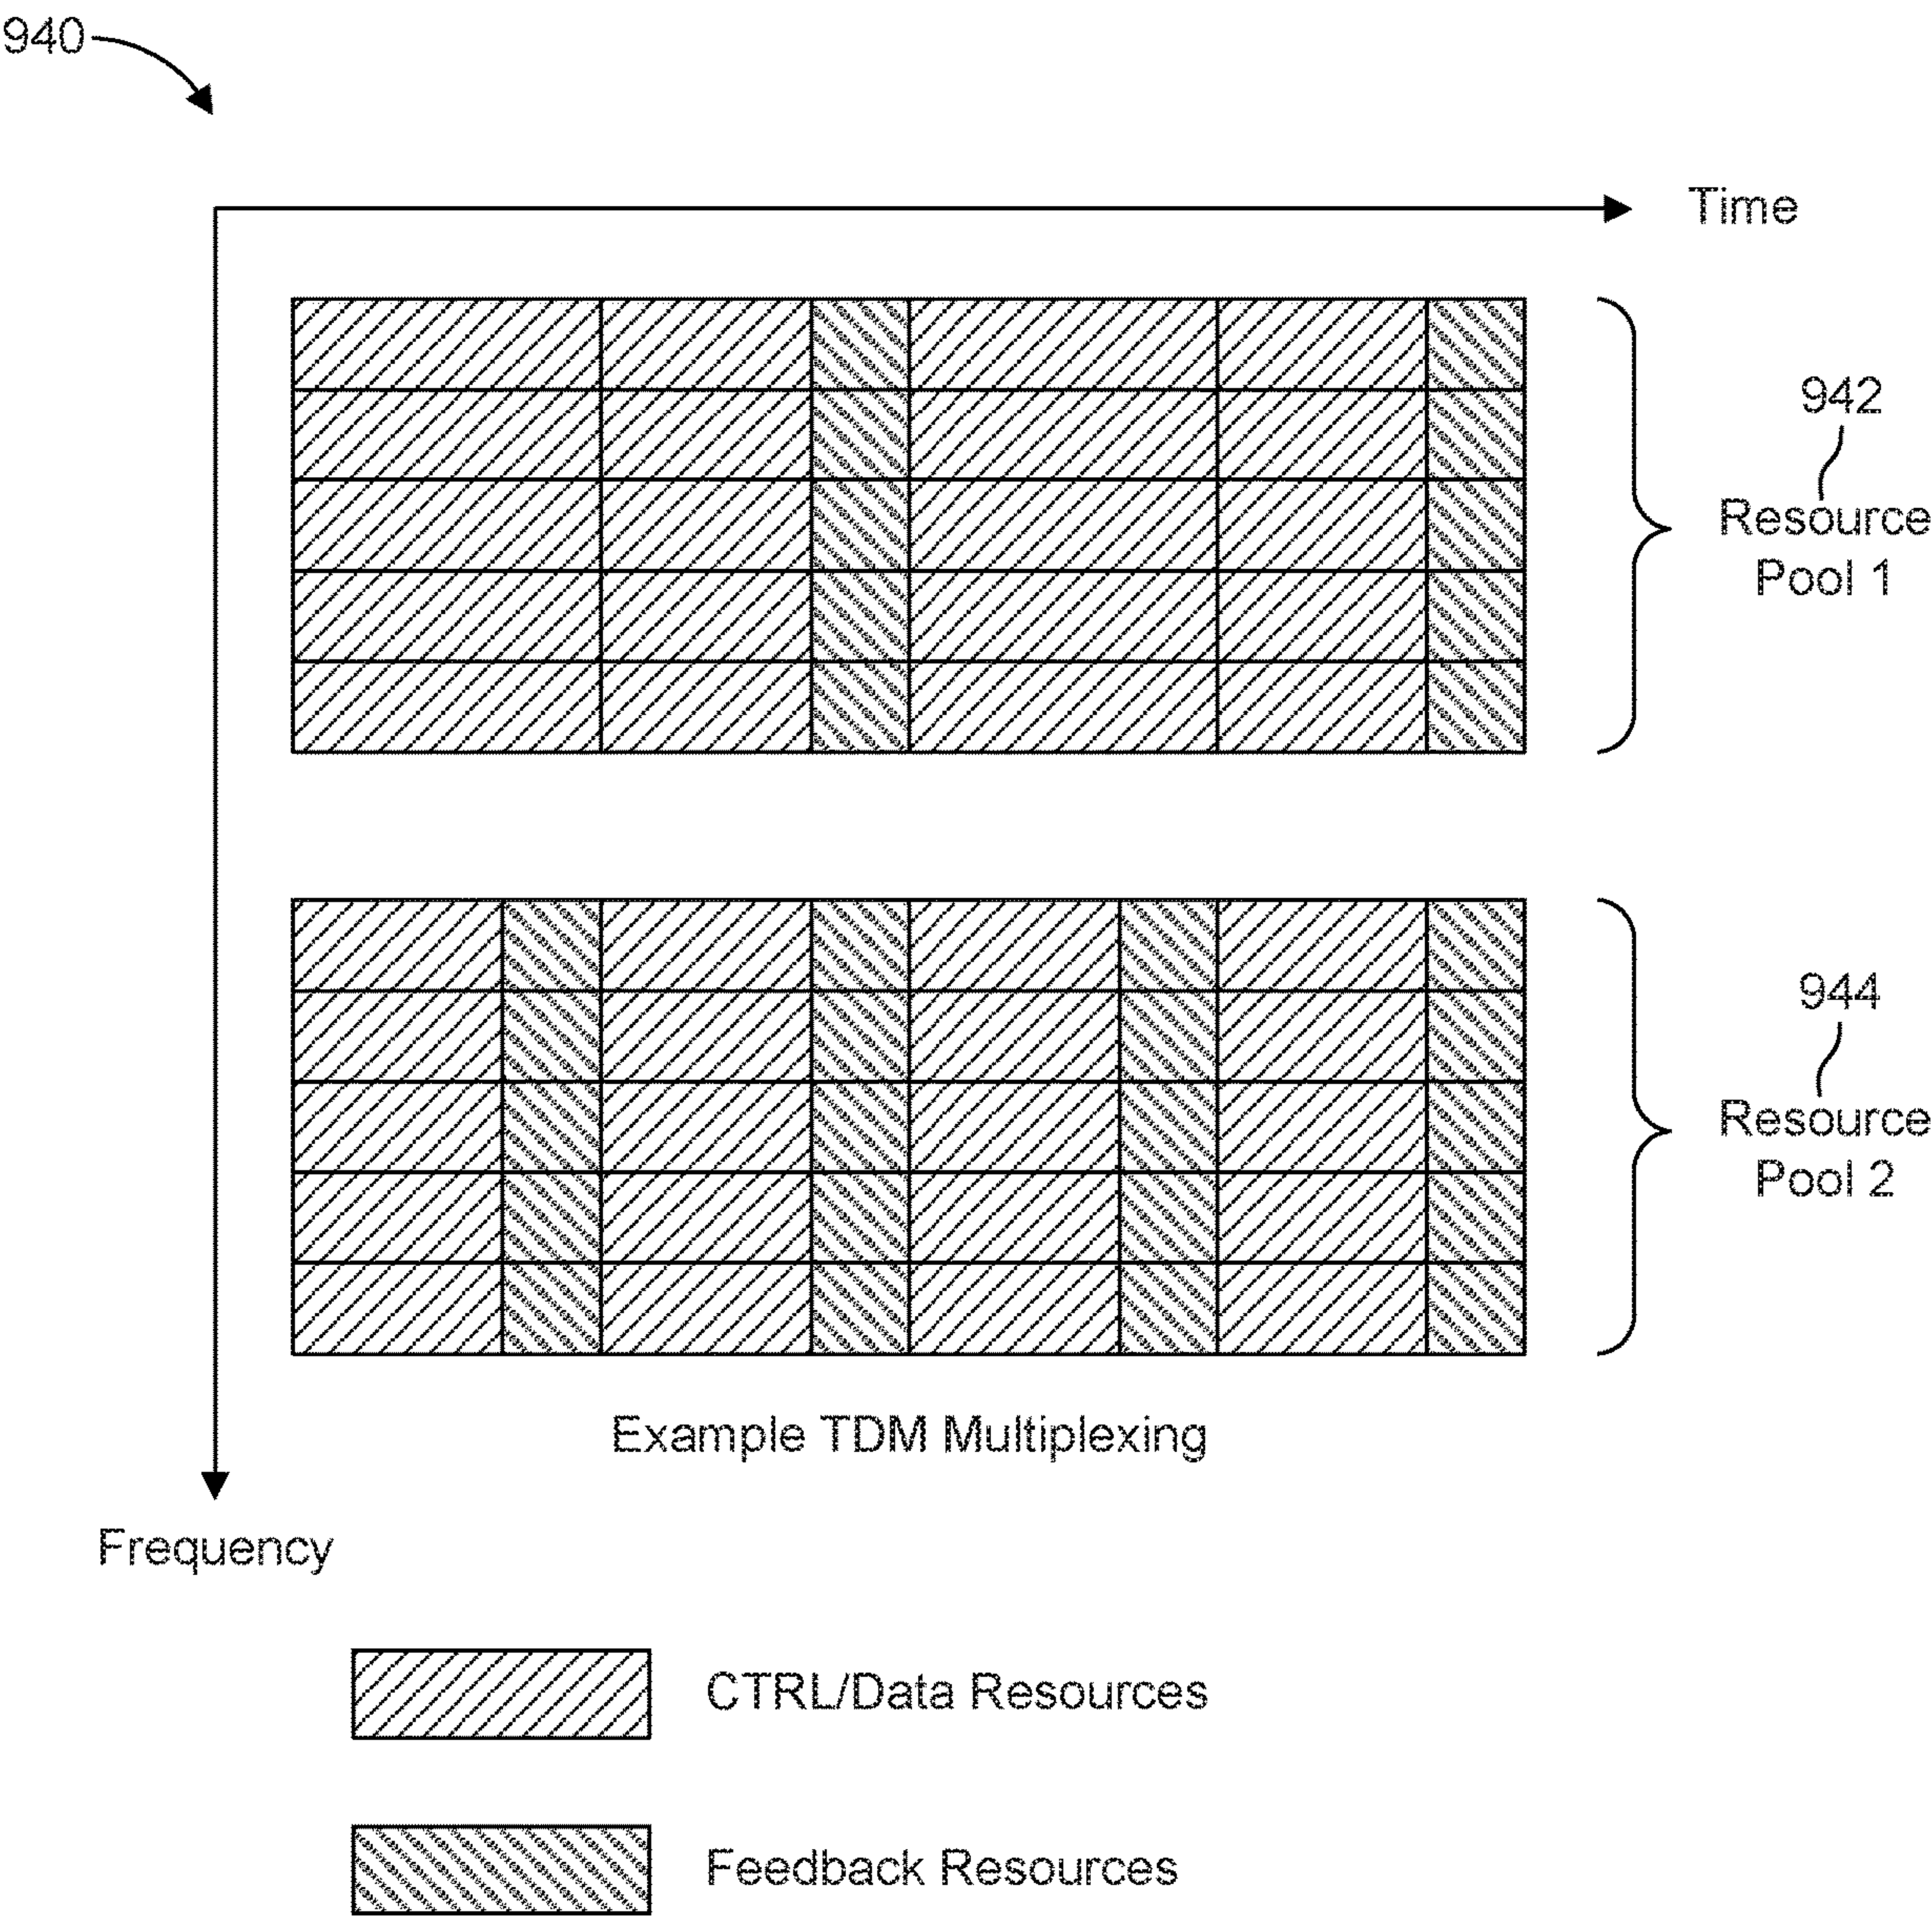 940
Time
942
Resource
Pool 1
944
Resource
Pool 2
Example TDM Multiplexing
Frequency
CTRL/Data Resources
Feedback Resources